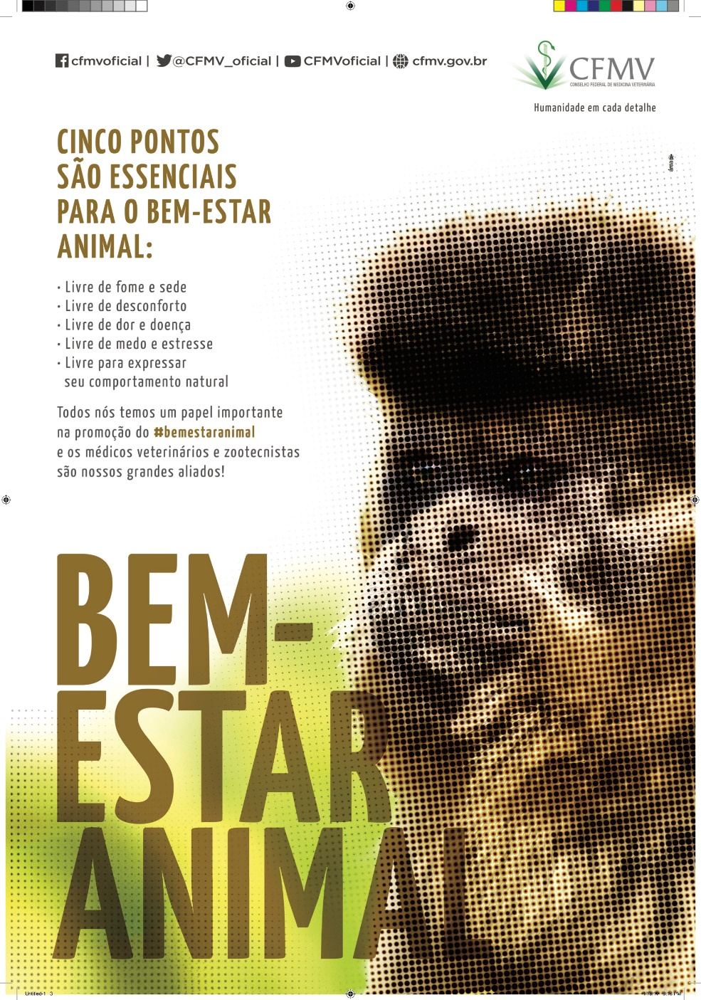 cfmvoficial | @CFMV_oficial | CFMVoficial | cfmv.gov.br
CFMV
CONSELHO FEDERAL DE MEDICINA VETERINÁRIA
Humanidade em cada detalhe
CINCO PONTOS
SÃO ESSENCIAIS
PARA O BEM-ESTAR
ANIMAL:
• Livre de fome e sede
• Livre de desconforto
• Livre de dor e doença
• Livre de medo e estresse
• Livre para expressar
seu comportamento natural
Todos nós temos um papel importante
na promoção do #bemestaranimal
e os médicos veterinários e zootecnistas
são nossos grandes aliados!
BEM-
ESTAR
ANIMAL
Untitled-1 3